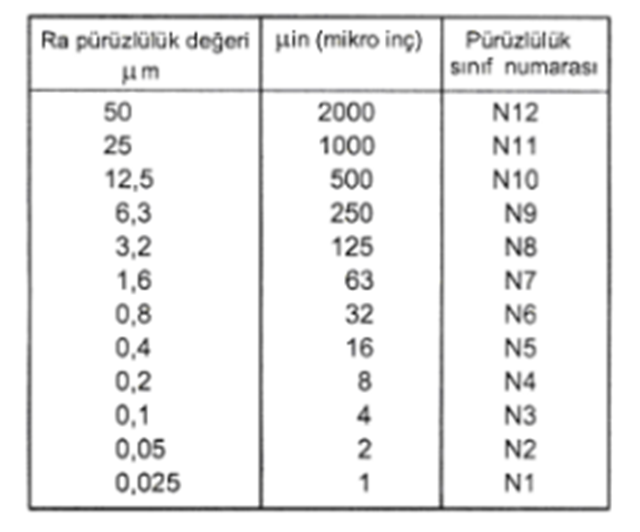 Ra pürüzlülük değeri μin (mikro inç) Pürüzlülük
μm sınıf numarası
50 2000 N12
25 1000 N11
12,5 500 N10
6,3 250 N9
3,2 125 N8
1,6 63 N7
0,8 32 N6
0,4 16 N5
0,2 8 N4
0,1 4 N3
0,05 2 N2
0,025 1 N1